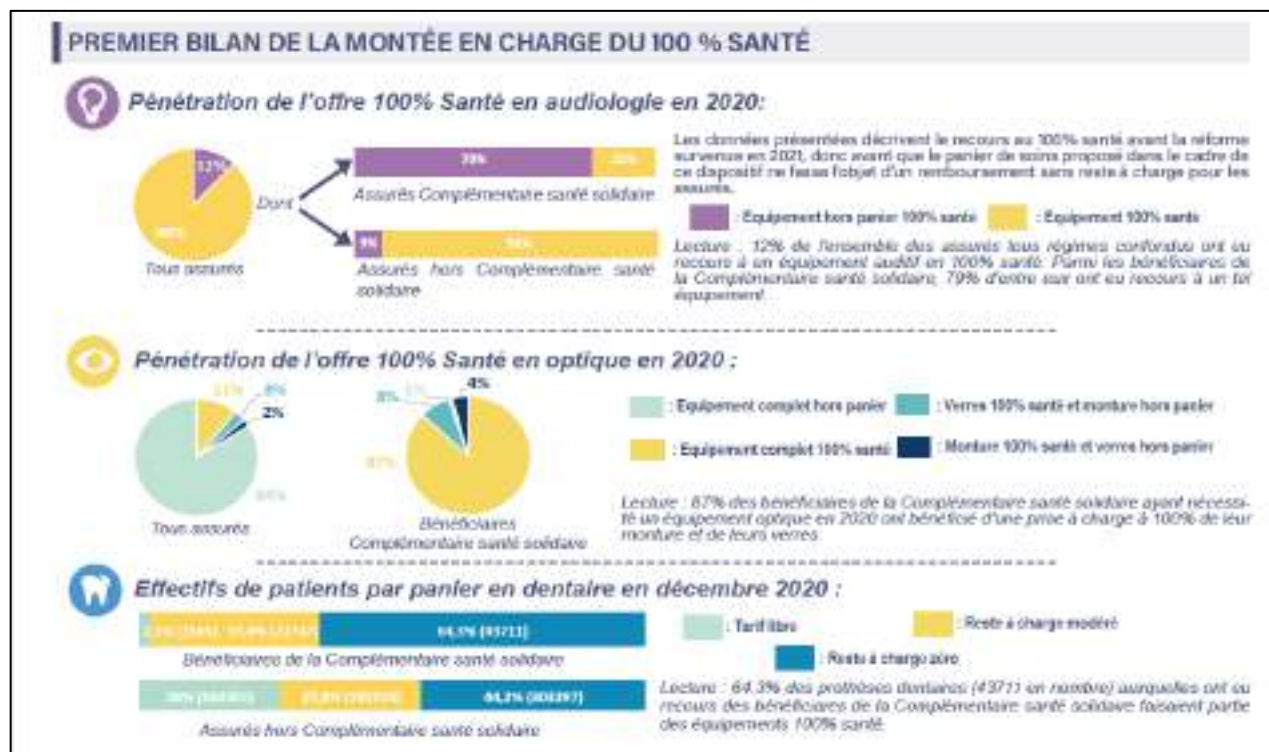 PREMIER BILAN DE LA MONTÉE EN CHARGE DU 100 % SANTÉ
Pénétration de l'offre 100% Santé en audiologie en 2020:
12%
88%
Tous assurés
Dont
79%
Assurés Complémentaire santé solidaire
9%
Assurés hors Complémentaire santé
solidaire
Les données présentées décrivent le recours au 100% santé avant la réforme
survenue en 2021, donc avant que le panier de soins proposé dans le cadre de
ce dispositif ne fasse l'objet d'un remboursement sans reste à charge pour les
assurés.
: Equipement hors panier 100% santé
: Equipement 100% santé
Lecture : 12% de l'ensemble des assurés tous régimes confondus ont eu
recours à un équipement auditif en 100% santé. Parmi les bénéficiaires de
la Complémentaire santé solidaire, 79% d'entre eux ont eu recours à un tel
équipement.
Pénétration de l'offre 100% Santé en optique en 2020 :
2%
Tous assurés
8%
4%
87%
Bénéficiaires
Complémentaire santé solidaire
: Equipement complet hors panier
: Verres 100% santé et monture hors panier
: Equipement complet 100% santé
: Monture 100% santé et verres hors panier
Lecture : 87% des bénéficiaires de la Complémentaire santé solidaire ayant nécessi-
té un équipement optique en 2020 ont bénéficié d'une prise à charge à 100% de leur
monture et de leurs verres.
Effectifs de patients par panier en dentaire en décembre 2020 :
64,3% (43711)
Bénéficiaires de la Complémentaire santé solidaire
Assurés hors Complémentaire santé solidaire
: Tarif libre
: Reste à charge modéré
: Reste à charge zéro
Lecture : 64.3% des prothèses dentaires (43711 en nombre) auxquelles ont eu
recours des bénéficiaires de la Complémentaire santé solidaire faisaient partie
des équipements 100% santé.